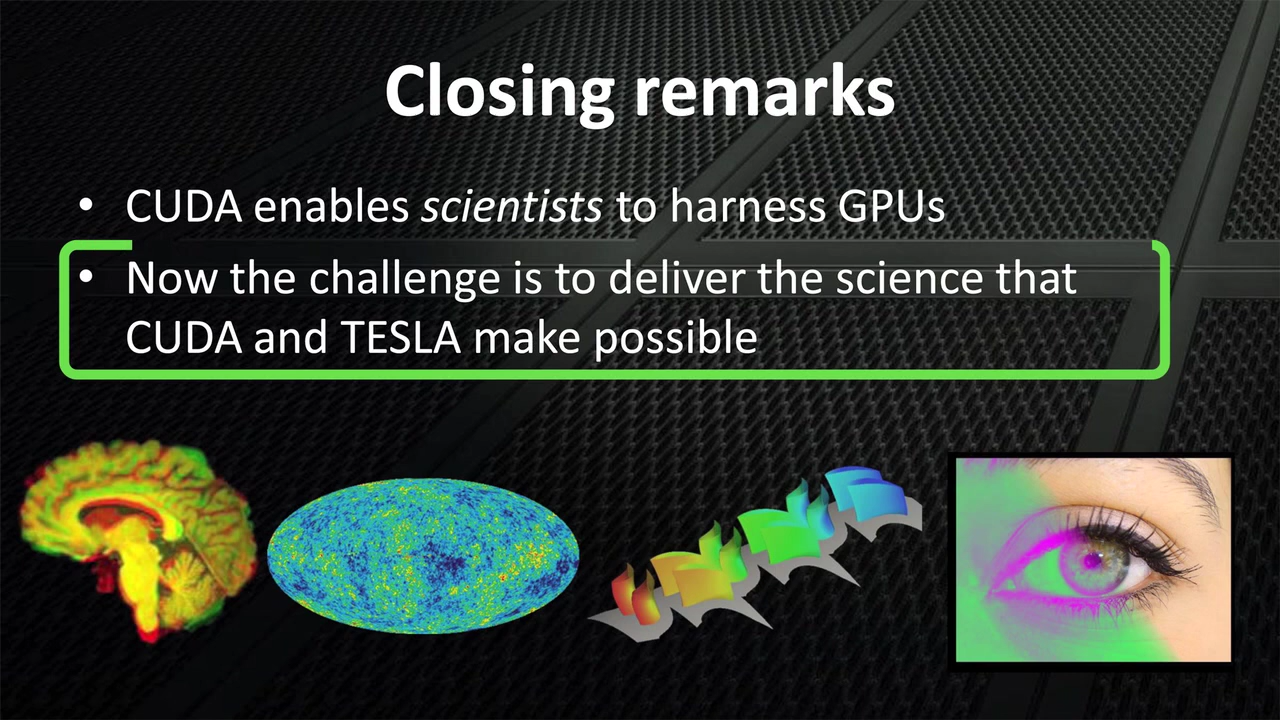 Closing remarks
• CUDA enables scientists to harness GPUs
• Now the challenge is to deliver the science that
CUDA and TESLA make possible